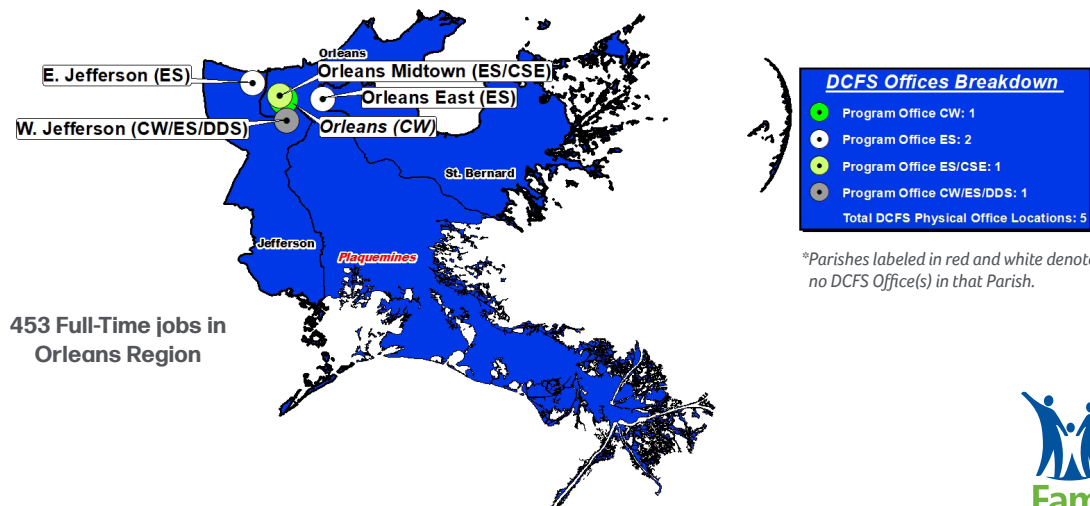 Orleans
E. Jefferson (ES)
Orleans Midtown (ES/CSE)
Orleans East (ES)
W. Jefferson (CW/ES/DDS)
Orleans (CW)
St. Bernard
Jefferson
Plaquemines
453 Full-Time jobs in
Orleans Region
DCFS Offices Breakdown
Program Office CW: 1
Program Office ES: 2
Program Office ES/CSE: 1
Program Office CW/ES/DDS: 1
Total DCFS Physical Office Locations: 5
*Parishes labeled in red and white denote
no DCFS Office(s) in that Parish.
Fam